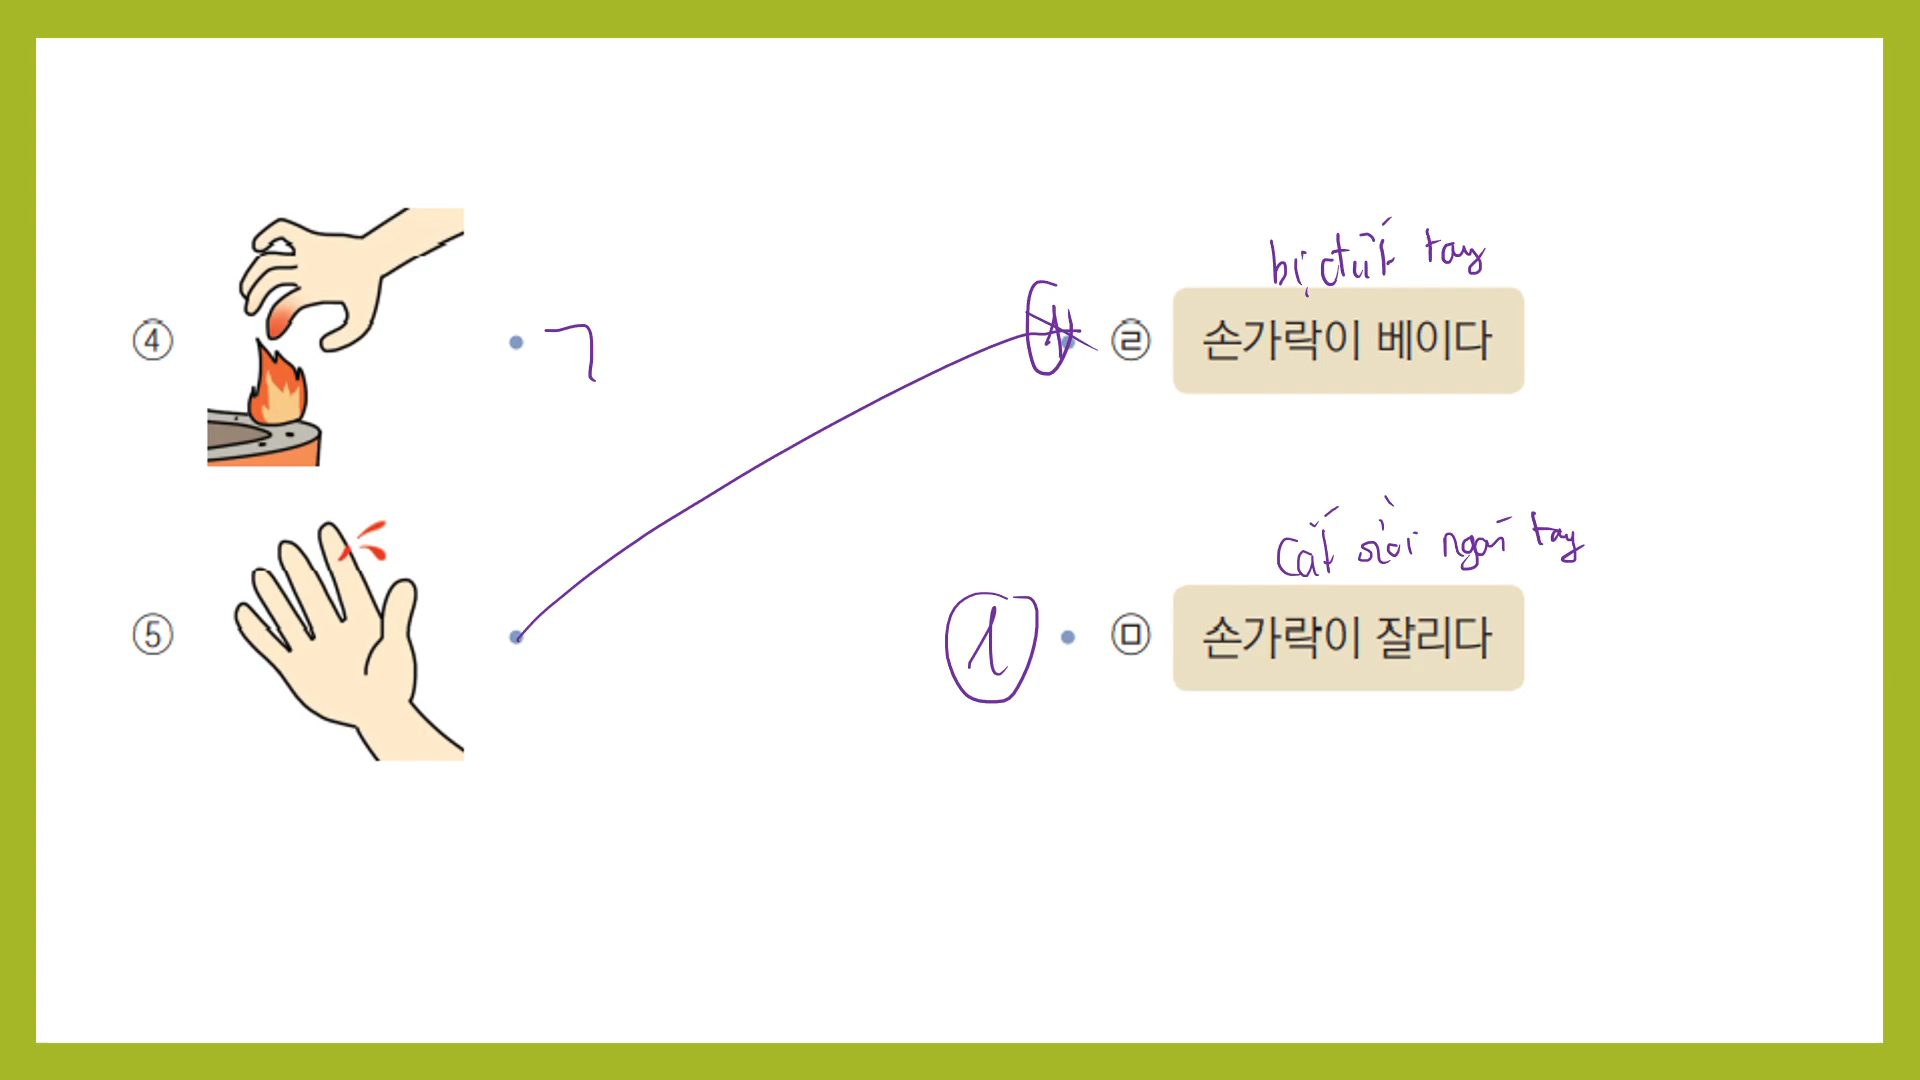 bị đứt tay
④ ㄱ ㉣ 손가락이 베이다
cắt rời ngón tay
⑤ 1 ㉤ 손가락이 잘리다